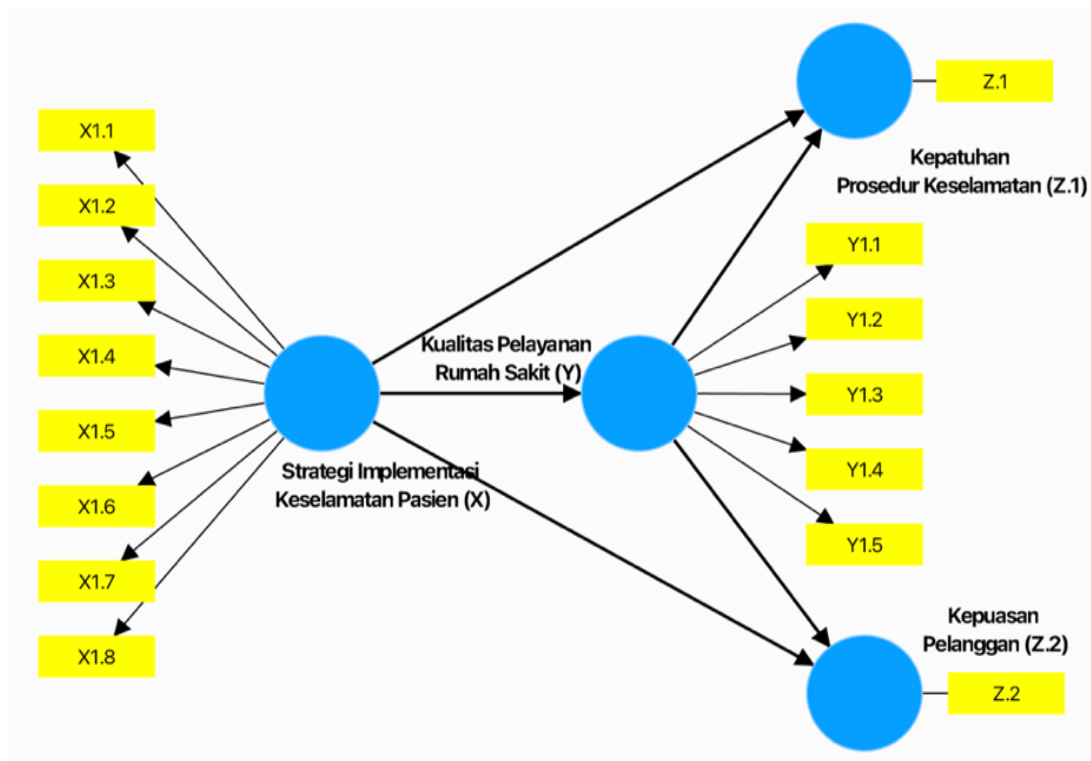 X1.1
X1.2
X1.3
X1.4
X1.5
X1.6
X1.7
X1.8
Strategi Implementasi
Keselamatan Pasien (X)
Kualitas Pelayanan
Rumah Sakit (Y)
Z.1
Kepatuhan
Prosedur Keselamatan (Z.1)
Y1.1
Y1.2
Y1.3
Y1.4
Y1.5
Kepuasan
Pelanggan (Z.2)
Z.2